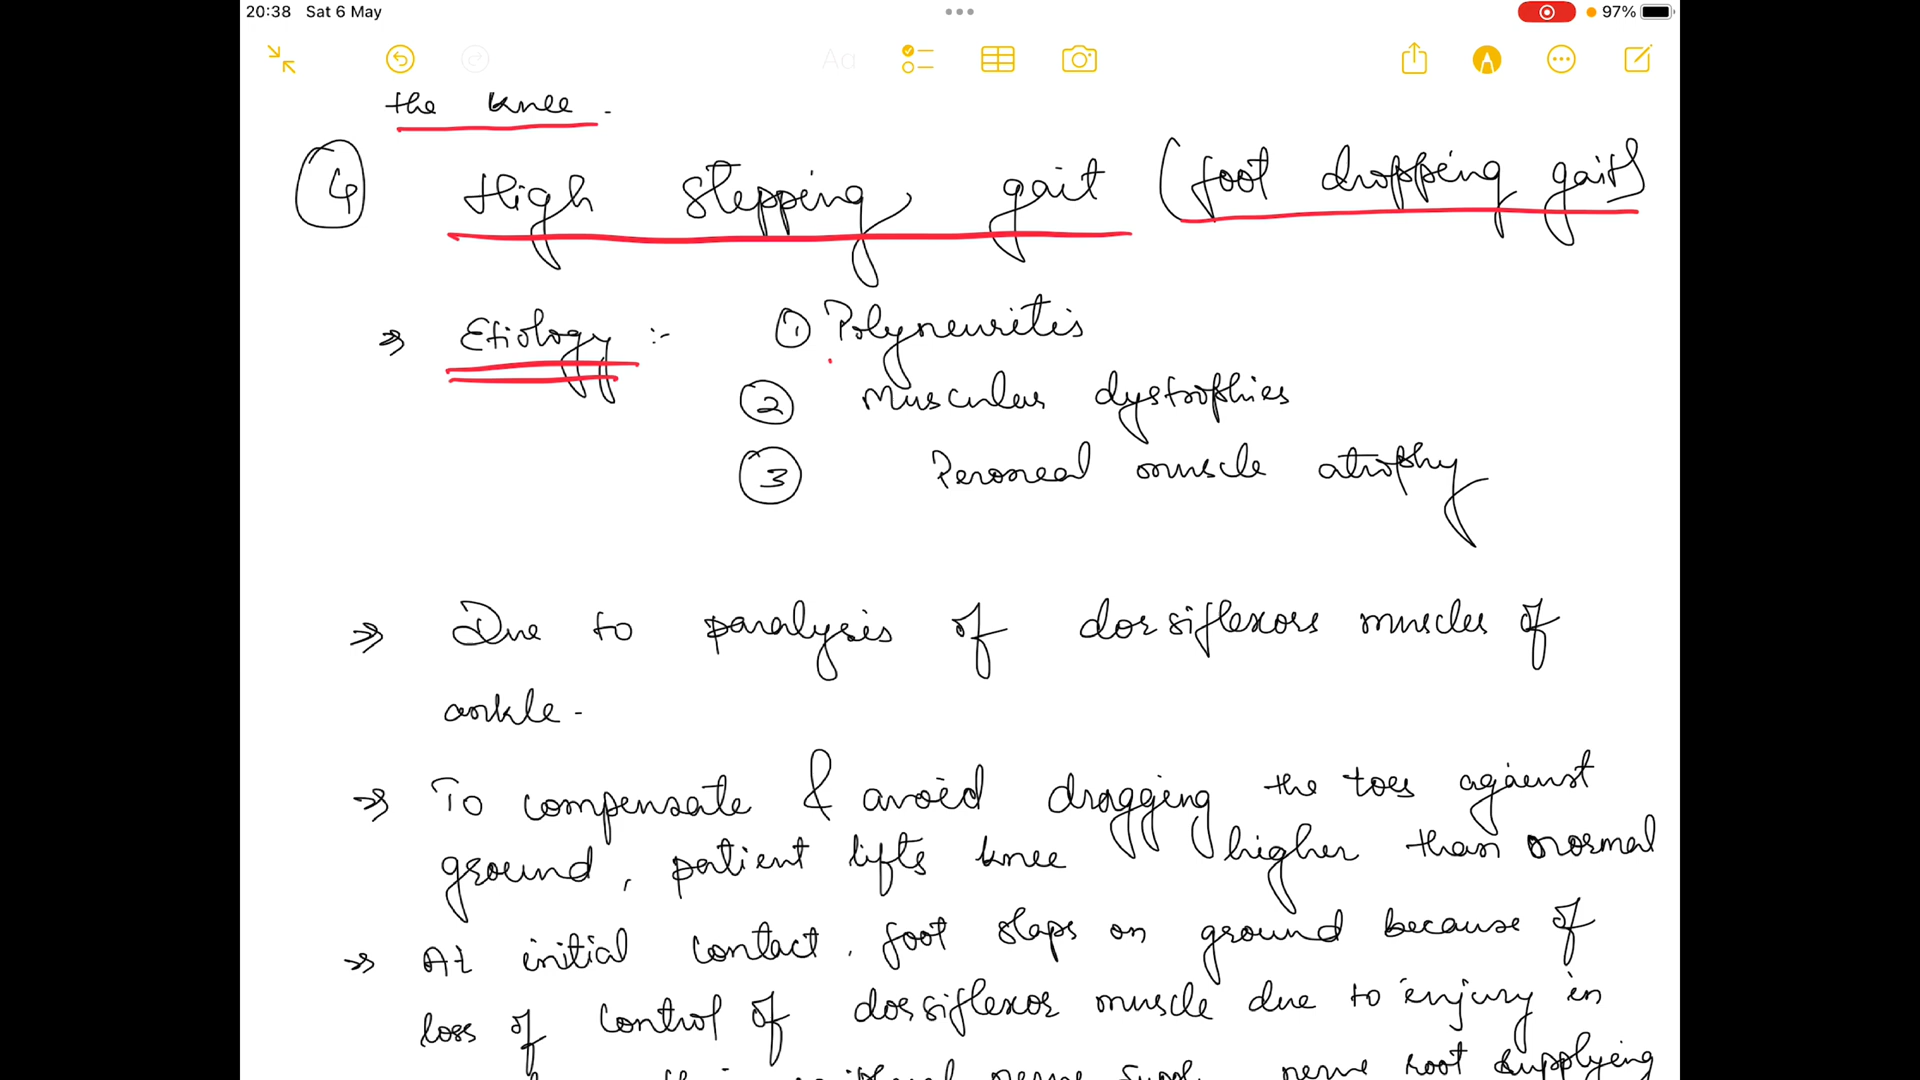 20:38 Sat 6 May 97%
Aa
the knee.
4 High stepping gait (foot dropping gait)
⇒ Etiology :- 1 Polyneuritis
2 Muscular dystrophies
3 Peroneal muscle atrophy
⇒ Due to paralysis of dorsiflexors muscles of
ankle.
⇒ To compensate & avoid dragging the toes against
ground, patient lifts knee higher than normal
⇒ At initial contact, foot slaps on ground because of
loss of control of dorsiflexor muscle due to injury in
nerve root supplying